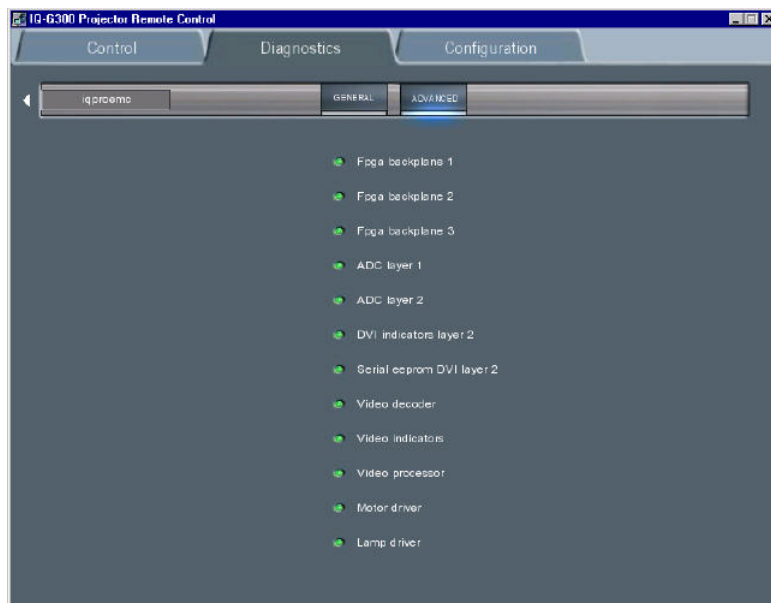 IQ-G300 Projector Remote Control
Control Diagnostics Configuration
iqproemo GENERAL ADVANCED
Fpga backplane 1
Fpga backplane 2
Fpga backplane 3
ADC layer 1
ADC layer 2
DVI indicators layer 2
Serial eeprom DVI layer 2
Video decoder
Video indicators
Video processor
Motor driver
Lamp driver